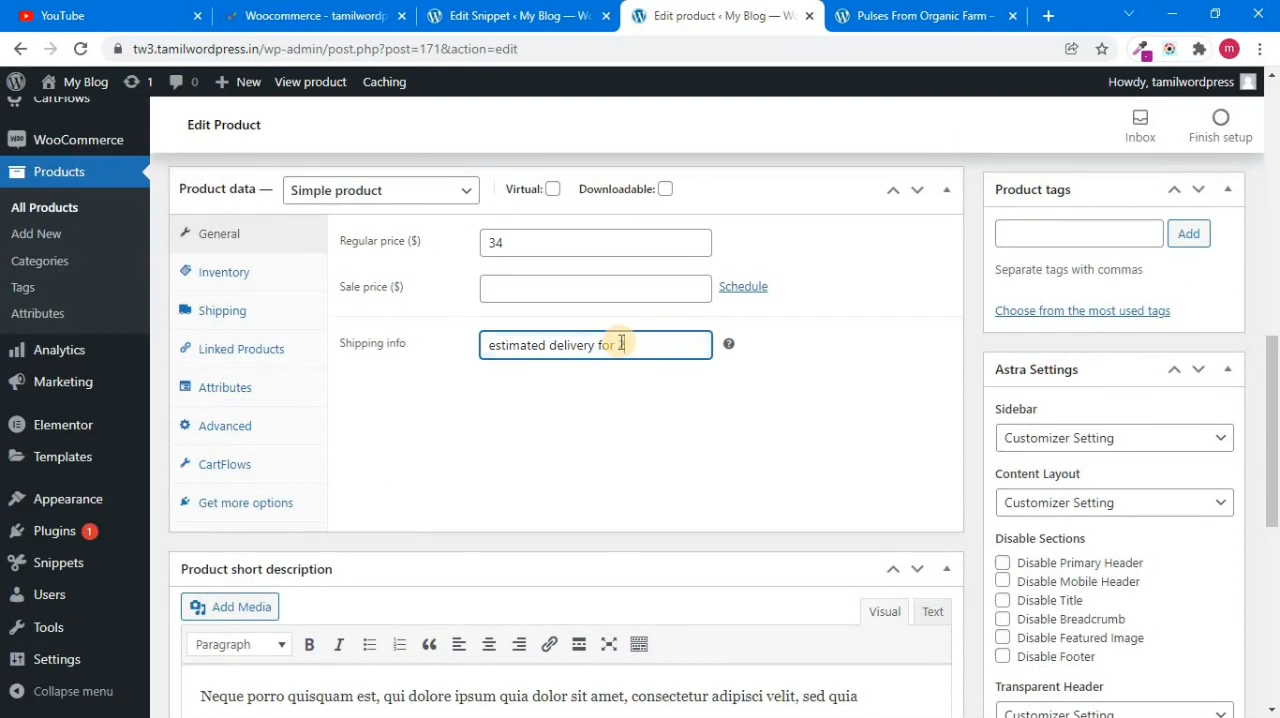 YouTube
Woocommerce - tamilwordp
Edit Snippet ‹ My Blog — W
Edit product ‹ My Blog — Wo
Pulses From Organic Farm –
tw3.tamilwordpress.in/wp-admin/post.php?post=171&action=edit
m
My Blog
1
0
New
View product
Caching
Howdy, tamilwordpress
CartFlows
WooCommerce
Products
All Products
Add New
Categories
Tags
Attributes
Analytics
Marketing
Elementor
Templates
Appearance
Plugins 1
Snippets
Users
Tools
Settings
Collapse menu
Edit Product
Inbox
Finish setup
Product data —
Simple product
Virtual:
Downloadable:
General
Inventory
Shipping
Linked Products
Attributes
Advanced
CartFlows
Get more options
Regular price ($)
34
Sale price ($)
Schedule
Shipping info
estimated delivery for
Product short description
Add Media
Visual
Text
Paragraph
B
I
Neque porro quisquam est, qui dolore ipsum quia dolor sit amet, consectetur adipisci velit, sed quia
Product tags
Add
Separate tags with commas
Choose from the most used tags
Astra Settings
Sidebar
Customizer Setting
Content Layout
Customizer Setting
Disable Sections
Disable Primary Header
Disable Mobile Header
Disable Title
Disable Breadcrumb
Disable Featured Image
Disable Footer
Transparent Header
Customizer Setting